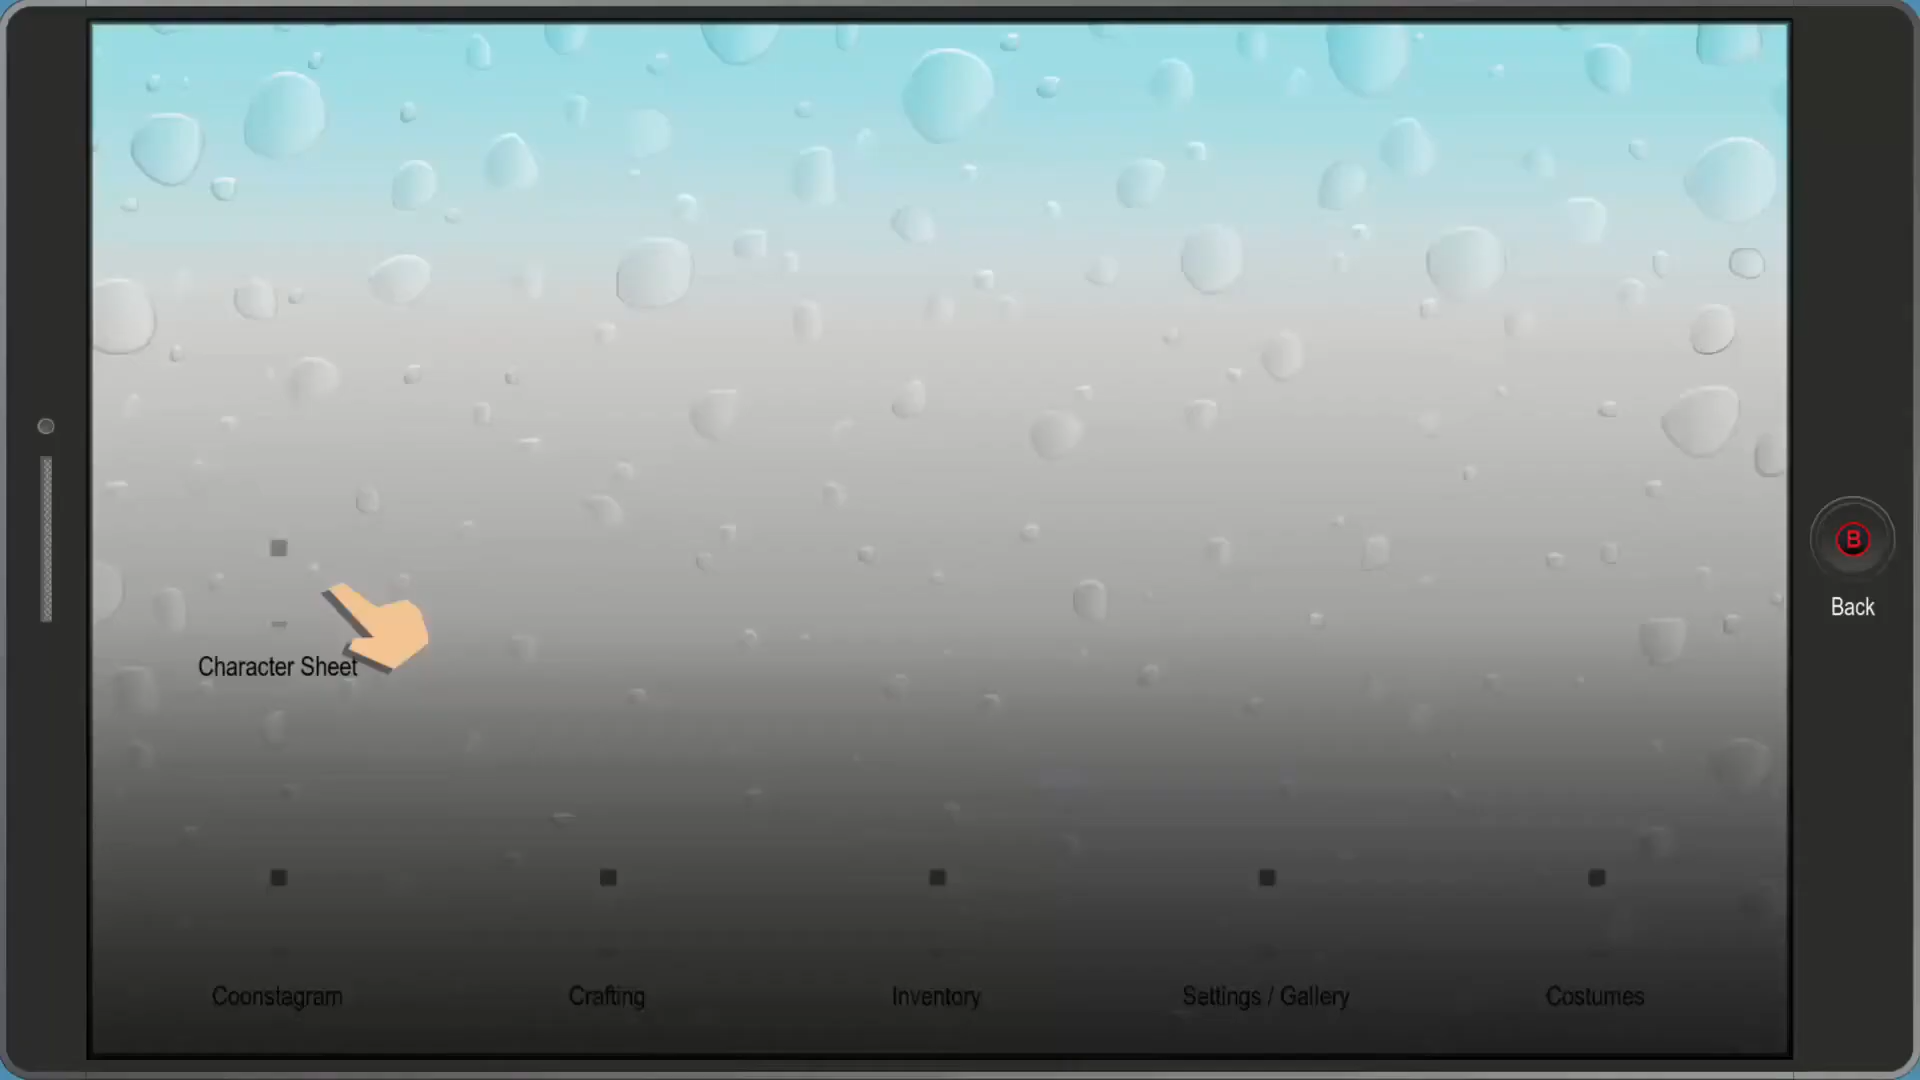 B
Back
Character Sheet
Coonstagram
Crafting
Inventory
Settings / Gallery
Costumes